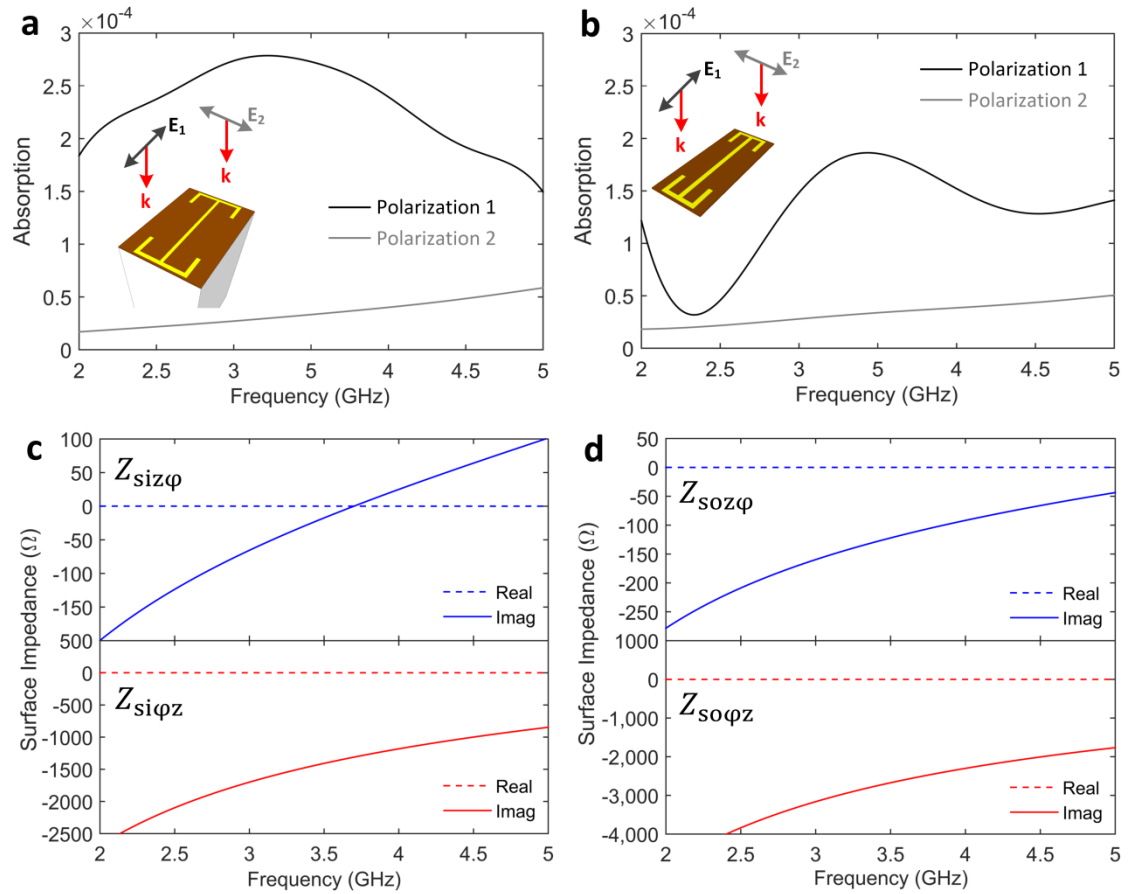 a
×10⁻⁴
3
2.5
2
1.5
1
0.5
0
Absorption
E₁
E₂
k
k
Polarization 1
Polarization 2
2
2.5
3
3.5
5
4
4.5
5
Frequency (GHz)
b
×10⁻⁴
3
2.5
2
1.5
1
0.5
0
Absorption
E₁
E₂
k
k
Polarization 1
Polarization 2
2
2.5
3
3.5
5
4
4.5
5
Frequency (GHz)
c
Z_sizφ
100
50
0
-50
-100
-150
500
Real
Imag
Surface Impedance (Ω)
Z_siφz
0
-500
-1000
-1500
-2000
-2500
Real
Imag
2
2.5
3
3.5
4
4.5
5
Frequency (GHz)
d
Z_sozφ
50
0
-50
-100
-150
-200
-250
1000
Real
Imag
Surface Impedance (Ω)
Z_soφz
0
-1,000
-2,000
-3,000
-4,000
Real
Imag
2
2.5
3
3.5
4
4.5
5
Frequency (GHz)